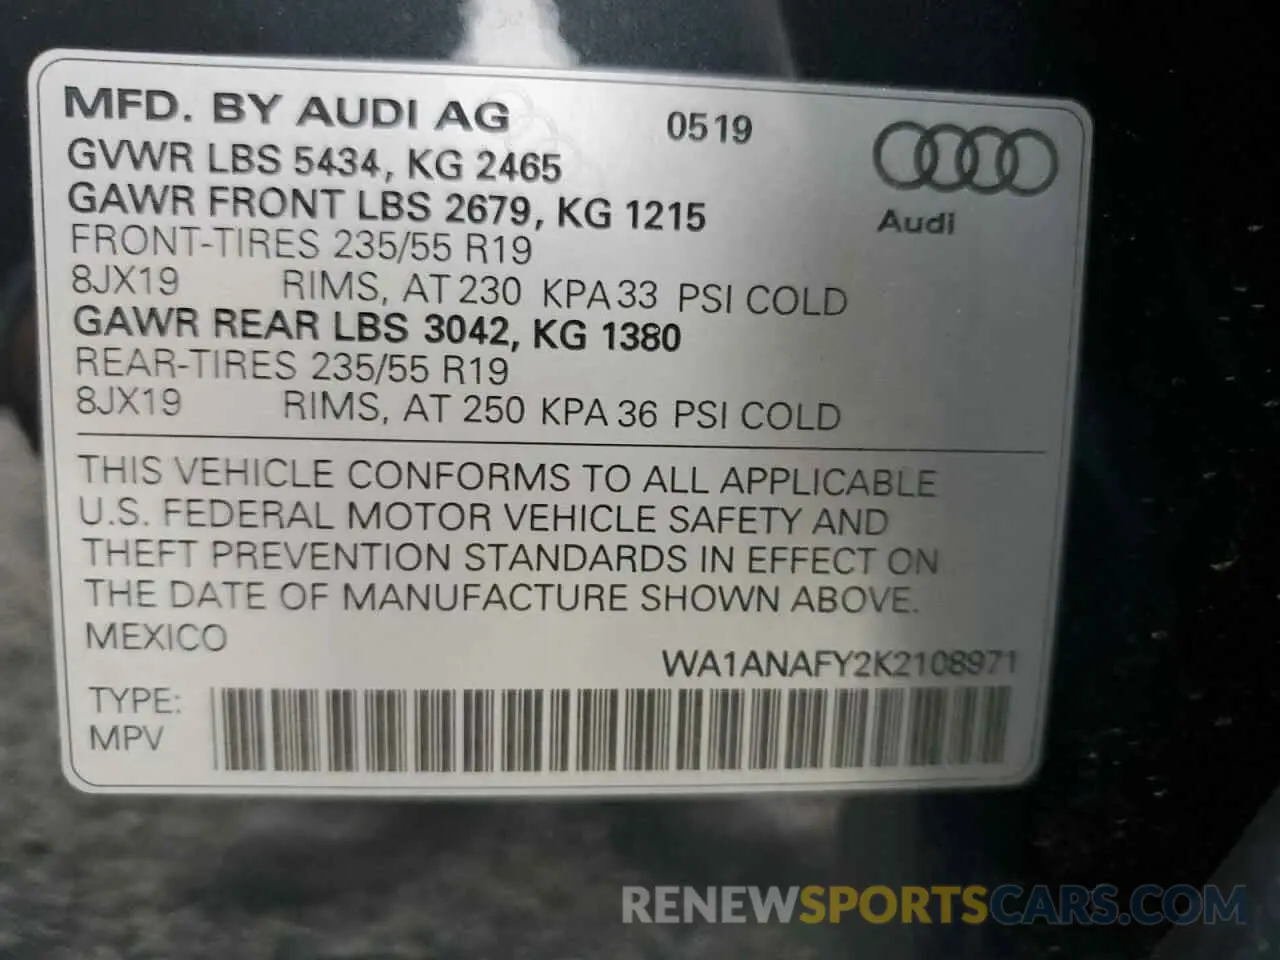 MFD. BY AUDI AG 0519
GVWR LBS 5434, KG 2465
GAWR FRONT LBS 2679, KG 1215
Audi
FRONT-TIRES 235/55 R19
8JX19 RIMS, AT 230 KPA 33 PSI COLD
GAWR REAR LBS 3042, KG 1380
REAR-TIRES 235/55 R19
8JX19 RIMS, AT 250 KPA 36 PSI COLD
THIS VEHICLE CONFORMS TO ALL APPLICABLE
U.S. FEDERAL MOTOR VEHICLE SAFETY AND
THEFT PREVENTION STANDARDS IN EFFECT ON
THE DATE OF MANUFACTURE SHOWN ABOVE.
MEXICO
WA1ANAFY2K2108971
TYPE:
MPV
RENEWSPORTSCARS.COM